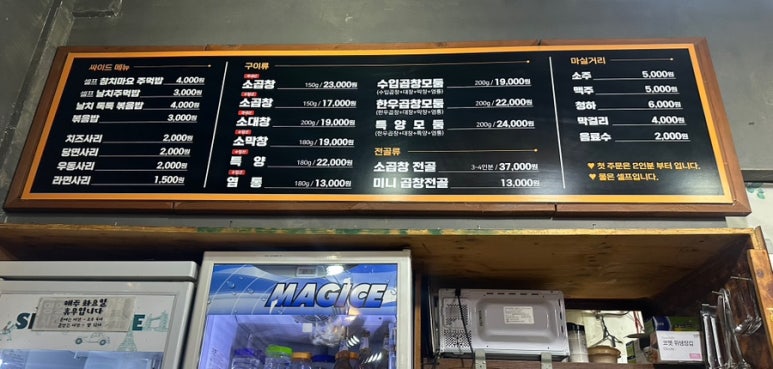 싸이드 메뉴
셀프 참치마요 주먹밥 4,000원
셀프 날치주먹밥 3,000원
날치 톡톡 볶음밥 4,000원
볶음밥 3,000원
치즈사리 2,000원
당면사리 2,000원
우동사리 2,000원
라면사리 1,500원
구이류
소곱창 150g / 23,000원
소곱창 150g / 17,000원
소대창 200g / 19,000원
소막창 180g / 19,000원
특 양 180g / 22,000원
염 통 180g / 13,000원
수입곱창모둠 200g / 19,000원
(수입곱창+대창+막창+염통)
한우곱창모둠 200g / 22,000원
(한우곱창+대창+막창+염통)
특 양 모 둠 200g / 24,000원
(한우곱창+대창+특양+염통)
전골류
소곱창 전골 3~4인분 / 37,000원
미니 곱창전골 13,000원
마실거리
소주 5,000원
맥주 5,000원
청하 6,000원
막걸리 4,000원
음료수 2,000원
♥ 첫 주문은 2인분 부터 입니다.
♥ 물은 셀프입니다.
매주 화요일
휴무입니다
MAGICE